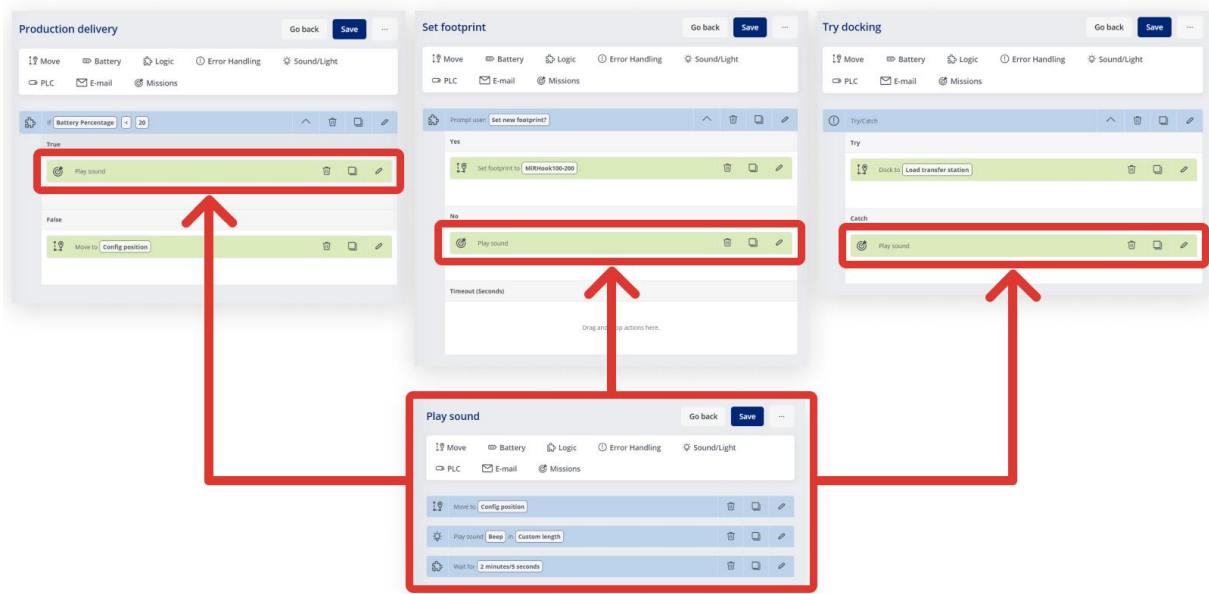 Production delivery
Go back
Save
...
Move
Battery
Logic
Error Handling
Sound/Light
PLC
E-mail
Missions
If Battery Percentage < 20
True
Play sound
False
Move to Config position
Set footprint
Go back
Save
...
Move
Battery
Logic
Error Handling
Sound/Light
PLC
E-mail
Missions
Prompt user: Set new footprint?
Yes
Set footprint to MiRHook100-200 .
No
Play sound
Timeout (Seconds)
Drag and drop actions here.
Try docking
Go back
Save
...
Move
Battery
Logic
Error Handling
Sound/Light
PLC
E-mail
Missions
Try/Catch
Try
Dock to Load transfer station
Catch
Play sound
Play sound
Go back
Save
...
Move
Battery
Logic
Error Handling
Sound/Light
PLC
E-mail
Missions
Move to Config position
Play sound Beep in Custom length
Wait for 2 minutes/5 seconds